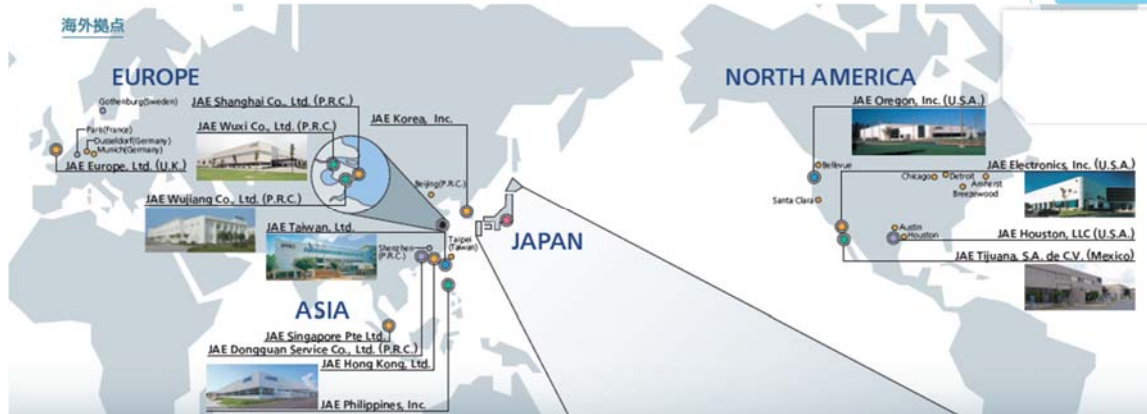 海外拠点
EUROPE
Gothenburg(Sweden)
Paris(France)
Dusseldorf(Germany)
Munich(Germany)
JAE Europe, Ltd. (U.K.)
JAE Shanghai Co., Ltd. (P.R.C.)
JAE Wuxi Co., Ltd. (P.R.C.)
JAE Wujiang Co., Ltd. (P.R.C.)
JAE Taiwan, Ltd.
JAE Korea, Inc.
Beijing(P.R.C.)
Shenzhen
(P.R.C.)
Taipei
(Taiwan)
JAPAN
ASIA
JAE Singapore Pte Ltd.
JAE Dongguan Service Co., Ltd. (P.R.C.)
JAE Hong Kong, Ltd.
JAE Philippines, Inc.
NORTH AMERICA
JAE Oregon, Inc. (U.S.A.)
Bellevue
JAE Electronics, Inc. (U.S.A.)
Chicago
Detroit
Amherst
Breezewood
Santa Clara
Austin
Houston
JAE Houston, LLC (U.S.A.)
JAE Tijuana, S.A. de C.V. (Mexico)